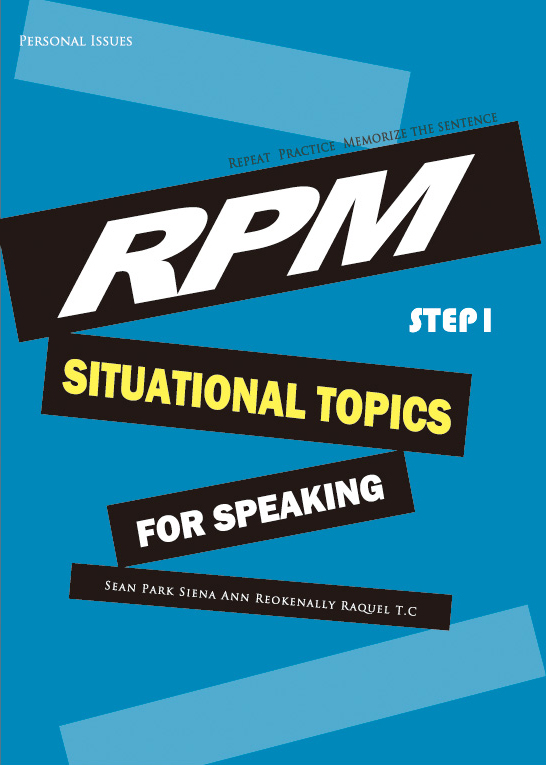 Personal Issues
Repeat Practice Memorize the sentence
RPM
STEP 1
SITUATIONAL TOPICS
FOR SPEAKING
Sean Park Siena Ann Reokenally Raquel T.C